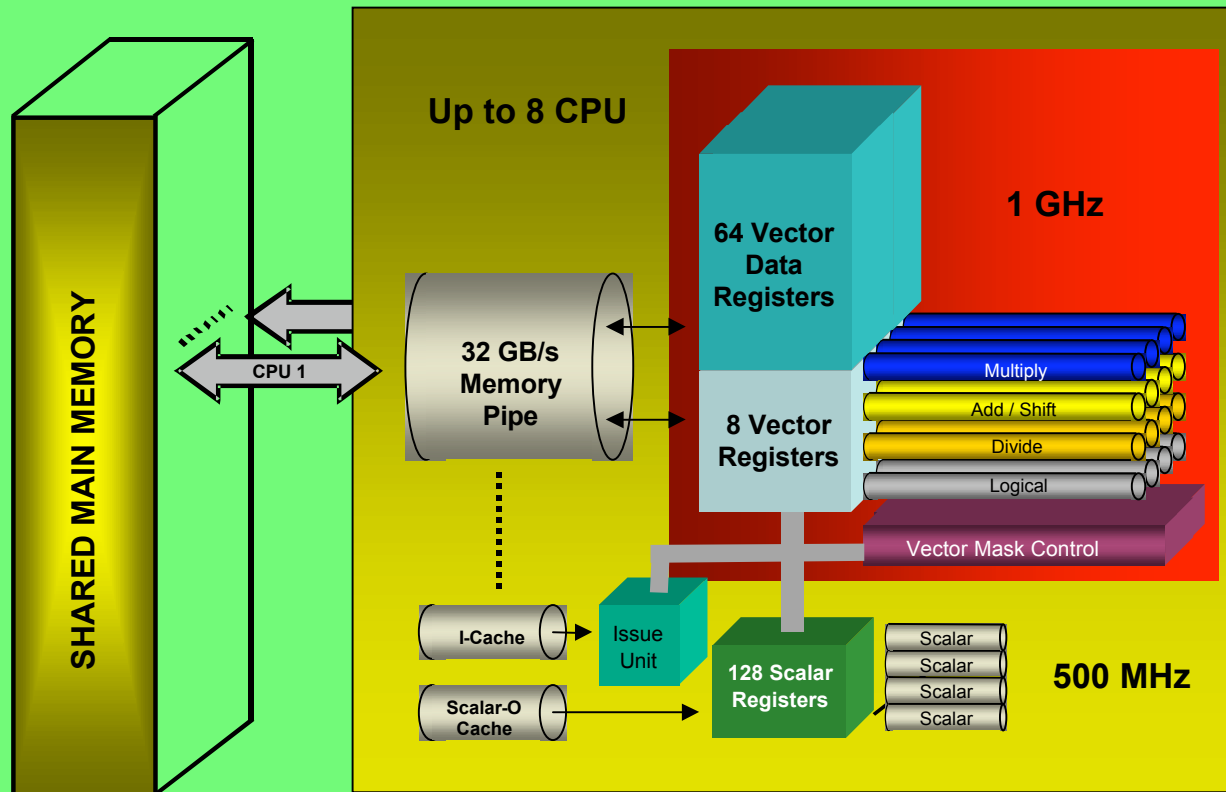 Up to 8 CPU
1 GHz
64 Vector
Data
Registers
SHARED MAIN MEMORY
CPU 1
32 GB/s
Memory
Pipe
8 Vector
Registers
Multiply
Add / Shift
Divide
Logical
Vector Mask Control
I-Cache
Issue
Unit
128 Scalar
Registers
Scalar
Scalar
Scalar
Scalar
500 MHz
Scalar-O
Cache